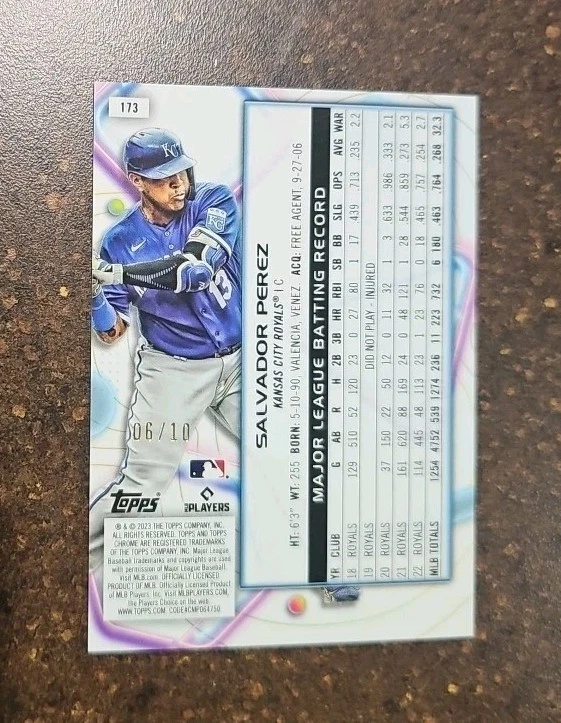 173
KC
KG
13
06/10
Topps
MLB PLAYERS
® & © 2023 THE TOPPS COMPANY, INC.
ALL RIGHTS RESERVED. TOPPS AND TOPPS
CHROME ARE REGISTERED TRADEMARKS
OF THE TOPPS COMPANY, INC. Major League
Baseball trademarks and copyrights are used
with permission of Major League Baseball.
Visit MLB.com. OFFICIALLY LICENSED
PRODUCT OF MLB. Officially Licensed Product
of MLB Players, Inc. Visit MLBPLAYERS.com,
the Players Choice on the web.
WWW.TOPPS.COM CODE#CMP064750
SALVADOR PEREZ
KANSAS CITY ROYALS® | C
HT: 6'3" WT: 255 BORN: 5-10-90, VALENCIA, VENEZ ACQ: FREE AGENT, 9-27-06
MAJOR LEAGUE BATTING RECORD
YR CLUB G AB R H 2B 3B HR RBI SB BB SLG OPS AVG WAR
18 ROYALS 129 510 52 120 23 0 27 80 1 17 .439 .713 .235 2.2
19 ROYALS DID NOT PLAY - INJURED
20 ROYALS 37 150 22 50 12 0 11 32 1 3 .633 .986 .333 2.1
21 ROYALS 161 620 88 169 24 0 48 121 1 28 .544 .859 .273 5.3
22 ROYALS 114 445 48 113 23 1 23 76 0 18 .465 .757 .254 2.7
MLB TOTALS 1254 4752 539 1274 236 11 223 732 6 180 .463 .764 .268 32.3